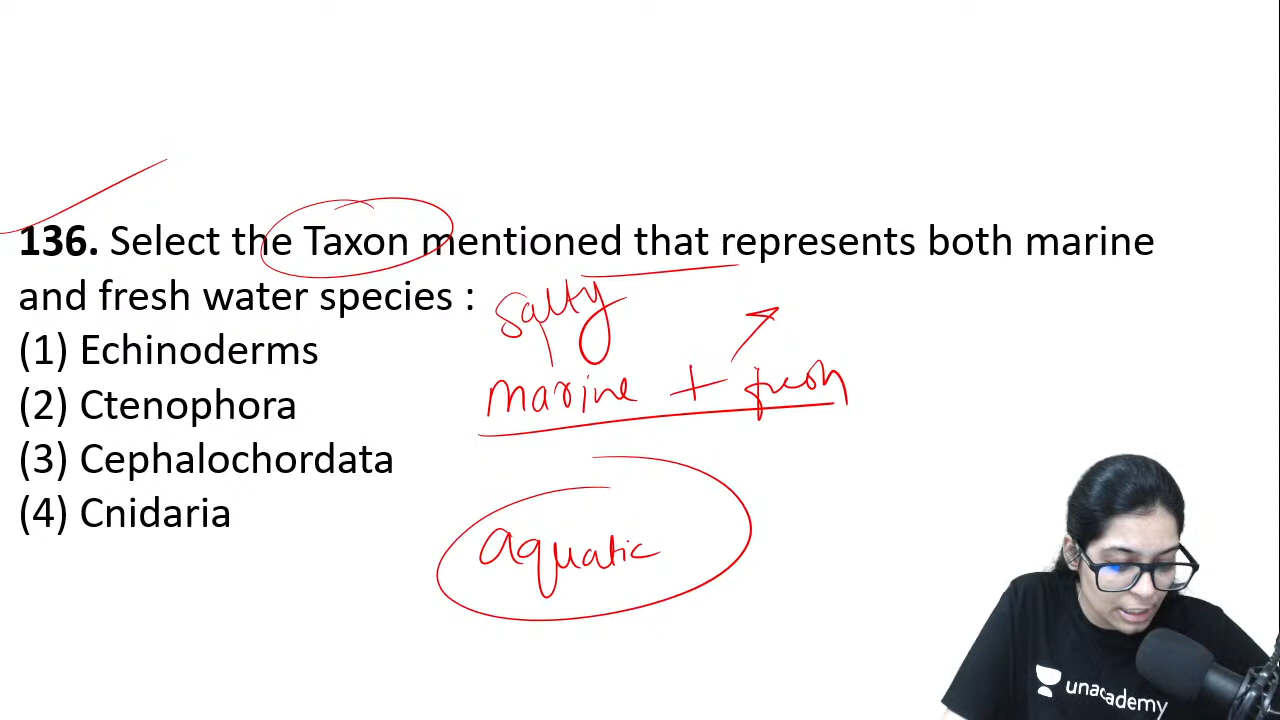 136. Select the Taxon mentioned that represents both marine
and fresh water species :
salty
(1) Echinoderms
marine + fresh
(2) Ctenophora
(3) Cephalochordata
(4) Cnidaria
aquatic
unacademy